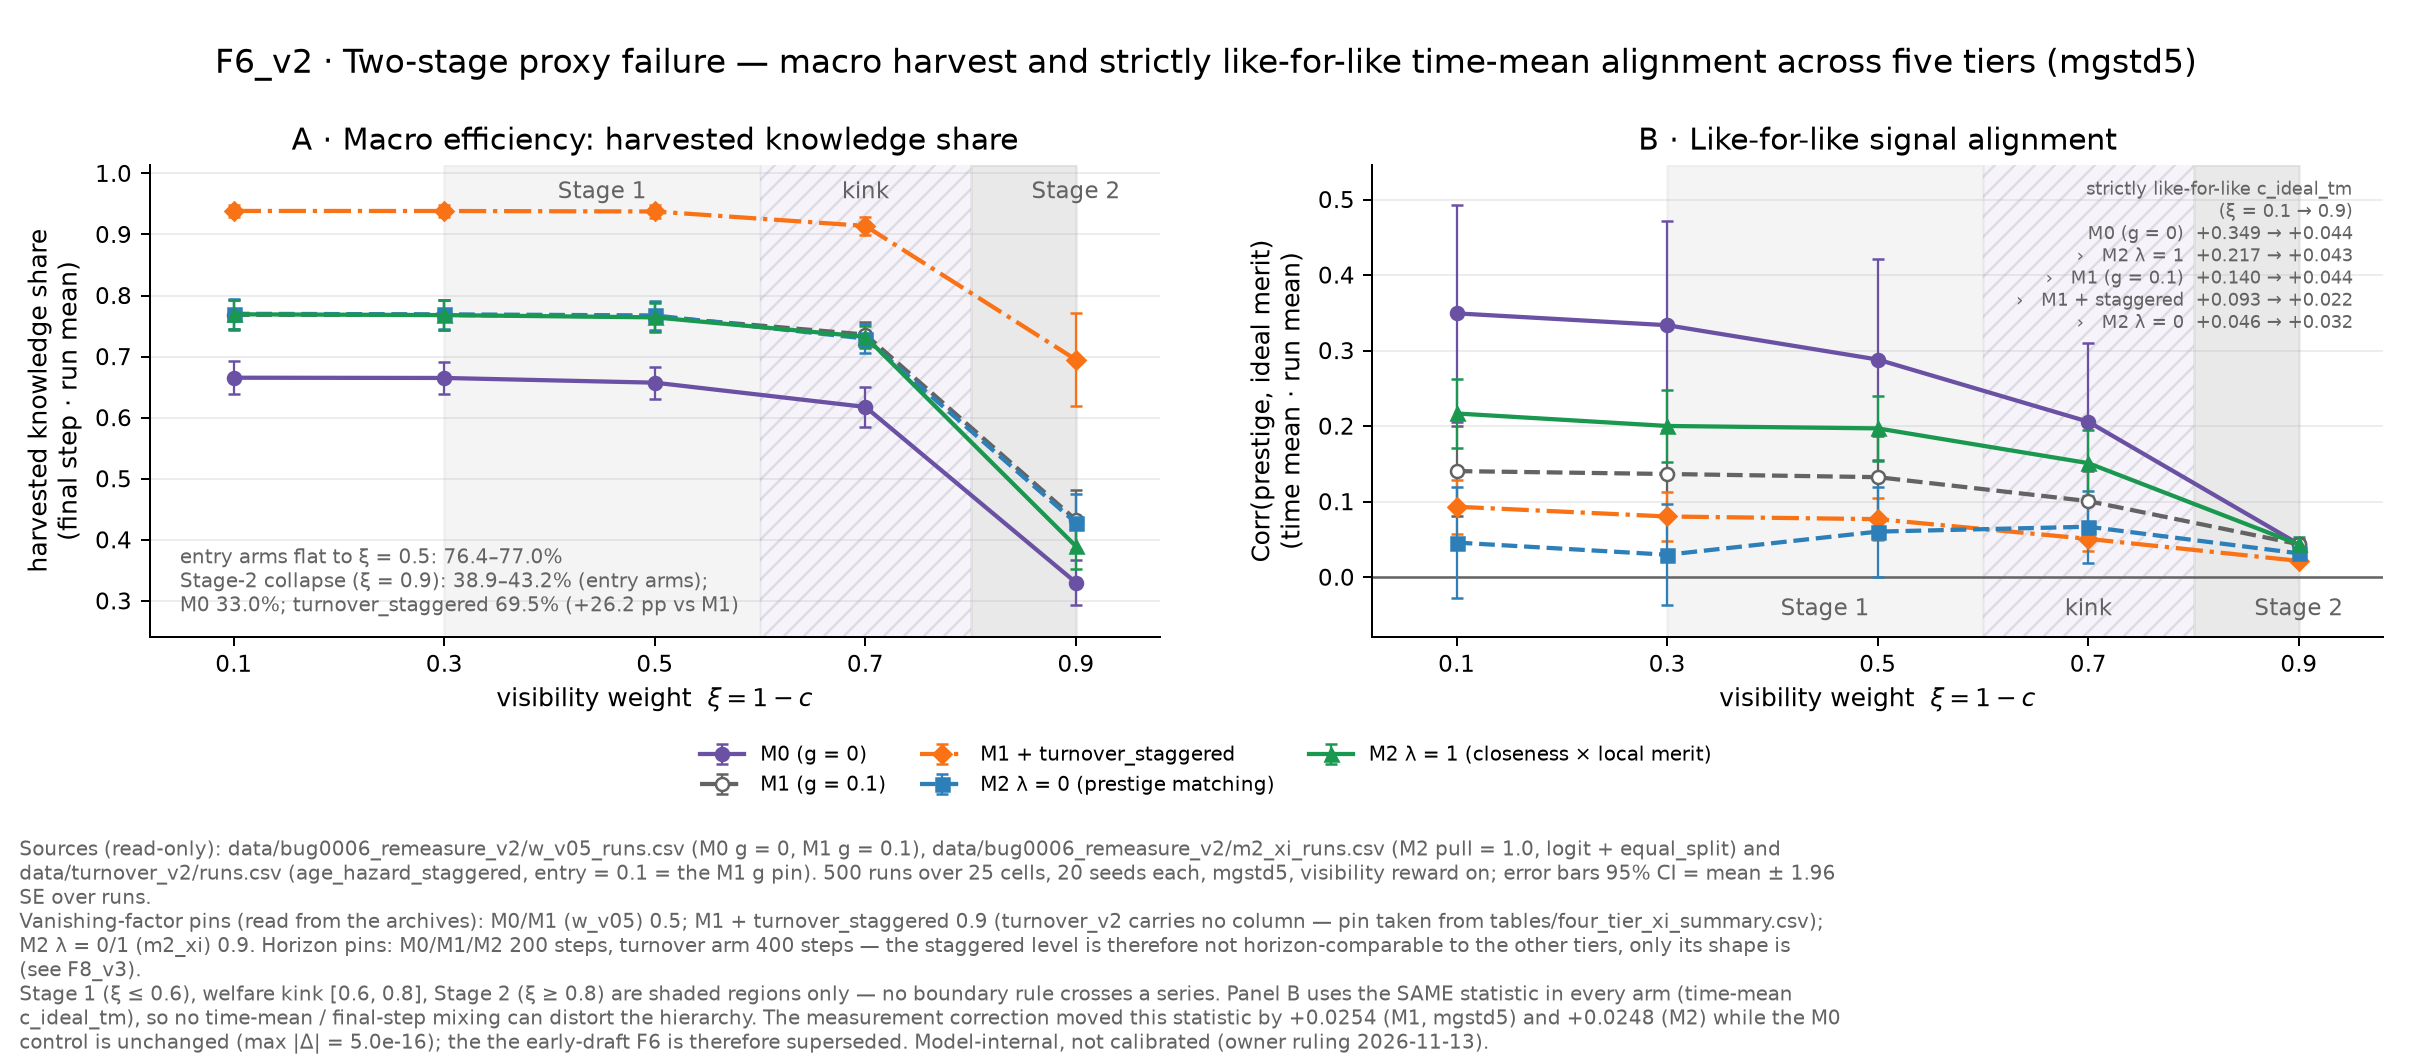 F6_v2 · Two-stage proxy failure — macro harvest and strictly like-for-like time-mean alignment across five tiers (mgstd5)
A · Macro efficiency: harvested knowledge share
harvested knowledge share
(final step · run mean)
1.0
0.9
0.8
0.7
0.6
0.5
0.4
0.3
Stage 1
kink
Stage 2
entry arms flat to ξ = 0.5: 76.4–77.0%
Stage-2 collapse (ξ = 0.9): 38.9–43.2% (entry arms);
M0 33.0%; turnover_staggered 69.5% (+26.2 pp vs M1)
0.1
0.3
0.5
0.7
0.9
visibility weight ξ = 1 − c
B · Like-for-like signal alignment
Corr(prestige, ideal merit)
(time mean · run mean)
0.5
0.4
0.3
0.2
0.1
0.0
strictly like-for-like c_ideal_tm
(ξ = 0.1 → 0.9)
M0 (g = 0) +0.349 → +0.044
› M2 λ = 1 +0.217 → +0.043
› M1 (g = 0.1) +0.140 → +0.044
› M1 + staggered +0.093 → +0.022
› M2 λ = 0 +0.046 → +0.032
Stage 1
kink
Stage 2
0.1
0.3
0.5
0.7
0.9
visibility weight ξ = 1 − c
M0 (g = 0)
M1 (g = 0.1)
M1 + turnover_staggered
M2 λ = 0 (prestige matching)
M2 λ = 1 (closeness × local merit)
Sources (read-only): data/bug0006_remeasure_v2/w_v05_runs.csv (M0 g = 0, M1 g = 0.1), data/bug0006_remeasure_v2/m2_xi_runs.csv (M2 pull = 1.0, logit + equal_split) and
data/turnover_v2/runs.csv (age_hazard_staggered, entry = 0.1 = the M1 g pin). 500 runs over 25 cells, 20 seeds each, mgstd5, visibility reward on; error bars 95% CI = mean ± 1.96
SE over runs.
Vanishing-factor pins (read from the archives): M0/M1 (w_v05) 0.5; M1 + turnover_staggered 0.9 (turnover_v2 carries no column — pin taken from tables/four_tier_xi_summary.csv);
M2 λ = 0/1 (m2_xi) 0.9. Horizon pins: M0/M1/M2 200 steps, turnover arm 400 steps — the staggered level is therefore not horizon-comparable to the other tiers, only its shape is
(see F8_v3).
Stage 1 (ξ ≤ 0.6), welfare kink [0.6, 0.8], Stage 2 (ξ ≥ 0.8) are shaded regions only — no boundary rule crosses a series. Panel B uses the SAME statistic in every arm (time-mean
c_ideal_tm), so no time-mean / final-step mixing can distort the hierarchy. The measurement correction moved this statistic by +0.0254 (M1, mgstd5) and +0.0248 (M2) while the M0
control is unchanged (max |Δ| = 5.0e-16); the the early-draft F6 is therefore superseded. Model-internal, not calibrated (owner ruling 2026-11-13).